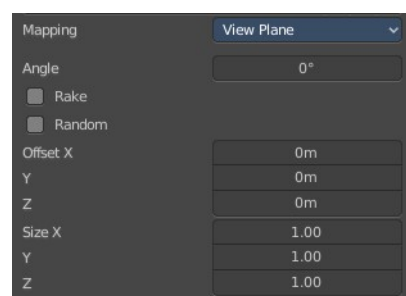 Mapping View Plane
Angle 0°
Rake
Random
Offset X 0m
Y 0m
Z 0m
Size X 1.00
Y 1.00
Z 1.00